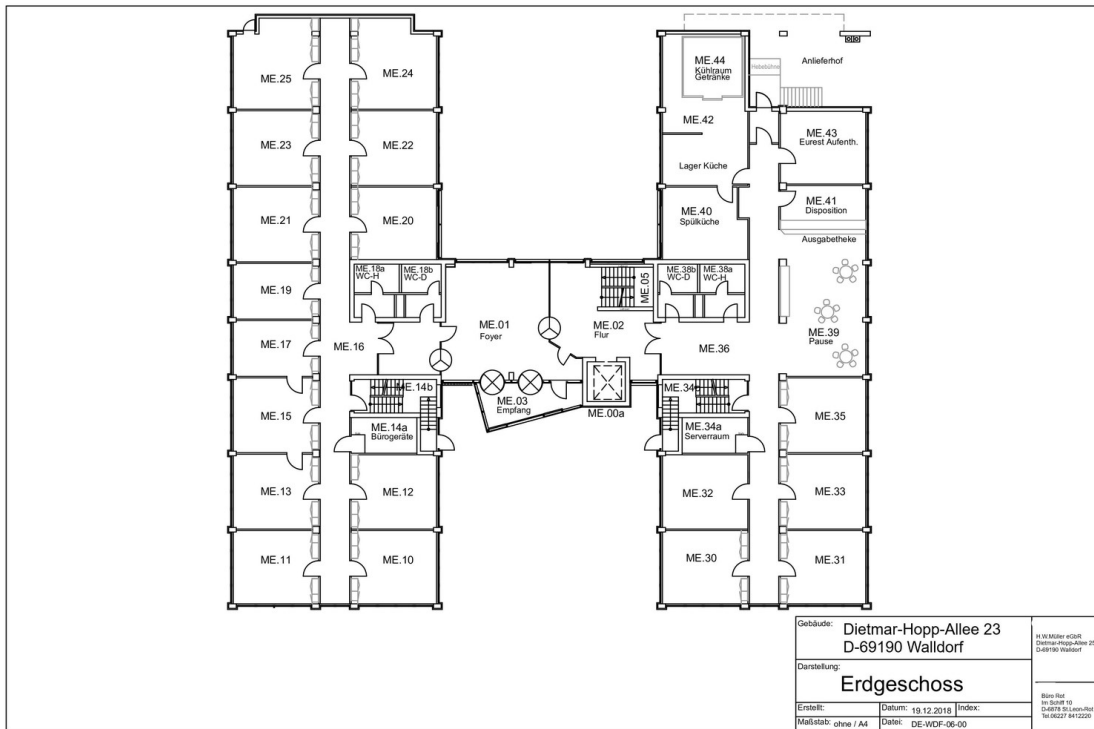 ME.25
ME.24
ME.23
ME.22
ME.21
ME.20
ME.18a
WC-H
ME.18b
WC-D
ME.19
ME.17
ME.16
ME.15
ME.14b
ME.14a
Bürogeräte
ME.13
ME.12
ME.11
ME.10
ME.01
Foyer
ME.02
Flur
ME.03
Empfang
ME.00a
ME.05
ME.44
Kühlraum
Getränke
Hebebühne
Anlieferhof
ME.42
ME.43
Eurest Aufenth.
Lager Küche
ME.41
Disposition
ME.40
Spülküche
Ausgabetheke
ME.38b
WC-D
ME.38a
WC-H
ME.39
Pause
ME.36
ME.34
ME.34a
Serverraum
ME.35
ME.32
ME.33
ME.30
ME.31
Gebäude: Dietmar-Hopp-Allee 23
D-69190 Walldorf
Darstellung:
Erdgeschoss
Erstellt: Datum: 19.12.2018 Index:
Maßstab: ohne / A4 Datei: DE-WDF-06-00
H.W.Müller eGbR
Dietmar-Hopp-Allee 25
D-69190 Walldorf
Büro Rot
Im Schiff 10
D-6878 St.Leon-Rot
Tel.06227 8412220